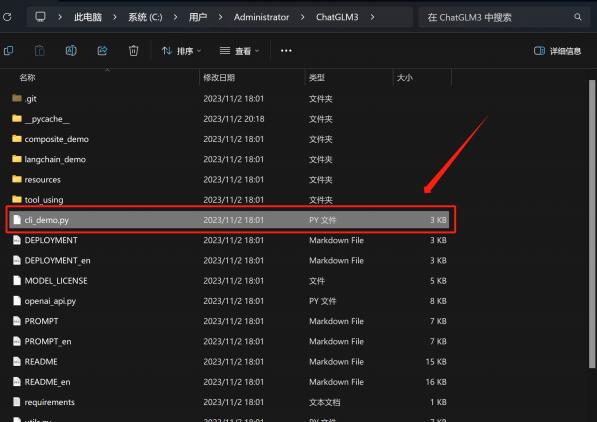 此电脑 > 系统 (C:) > 用户 > Administrator > ChatGLM3 > 在 ChatGLM3 中搜索
排序 查看 详细信息
名称 修改日期 类型 大小
.git 2023/11/2 18:01 文件夹
__pycache__ 2023/11/2 20:18 文件夹
composite_demo 2023/11/2 18:01 文件夹
langchain_demo 2023/11/2 18:01 文件夹
resources 2023/11/2 18:01 文件夹
tool_using 2023/11/2 18:01 文件夹
cli_demo.py 2023/11/2 18:01 PY 文件 3 KB
DEPLOYMENT 2023/11/2 18:01 Markdown File 3 KB
DEPLOYMENT_en 2023/11/2 18:01 Markdown File 3 KB
MODEL_LICENSE 2023/11/2 18:01 文件 5 KB
openai_api.py 2023/11/2 18:01 PY 文件 8 KB
PROMPT 2023/11/2 18:01 Markdown File 7 KB
PROMPT_en 2023/11/2 18:01 Markdown File 7 KB
README 2023/11/2 18:01 Markdown File 15 KB
README_en 2023/11/2 18:01 Markdown File 16 KB
requirements 2023/11/2 18:01 文本文档 1 KB
utils.py 2023/11/2 18:01 PY 文件 7 KB